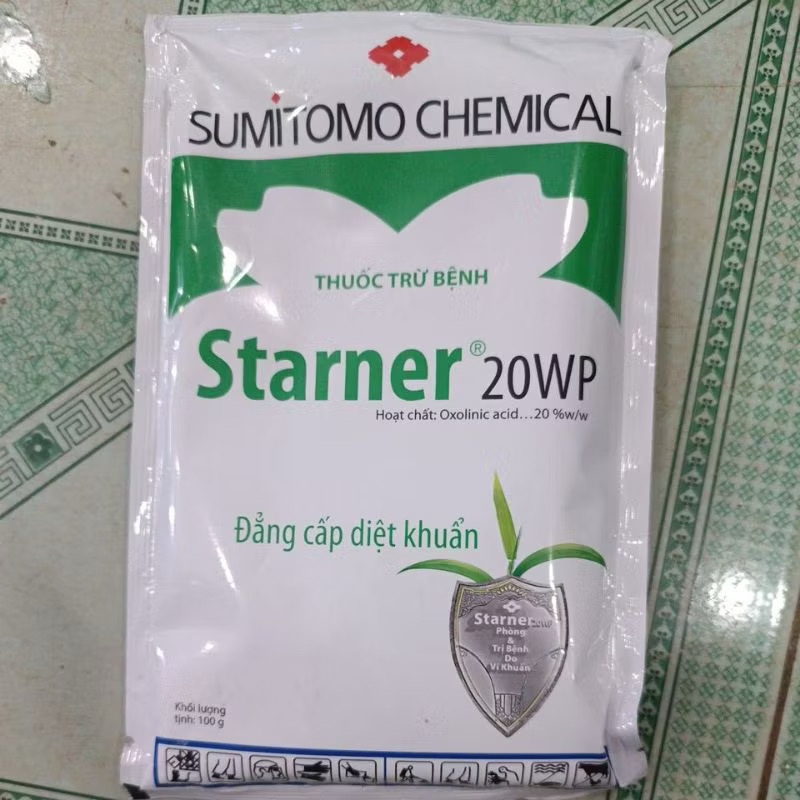 SUMITOMO CHEMICAL
THUỐC TRỪ BỆNH
Starner® 20WP
Hoạt chất: Oxolinic acid...20 %w/w
Đẳng cấp diệt khuẩn
Starner 20WP
Phòng
&
Trị Bệnh
Do
Vi Khuẩn
Khối lượng
tịnh: 100 g